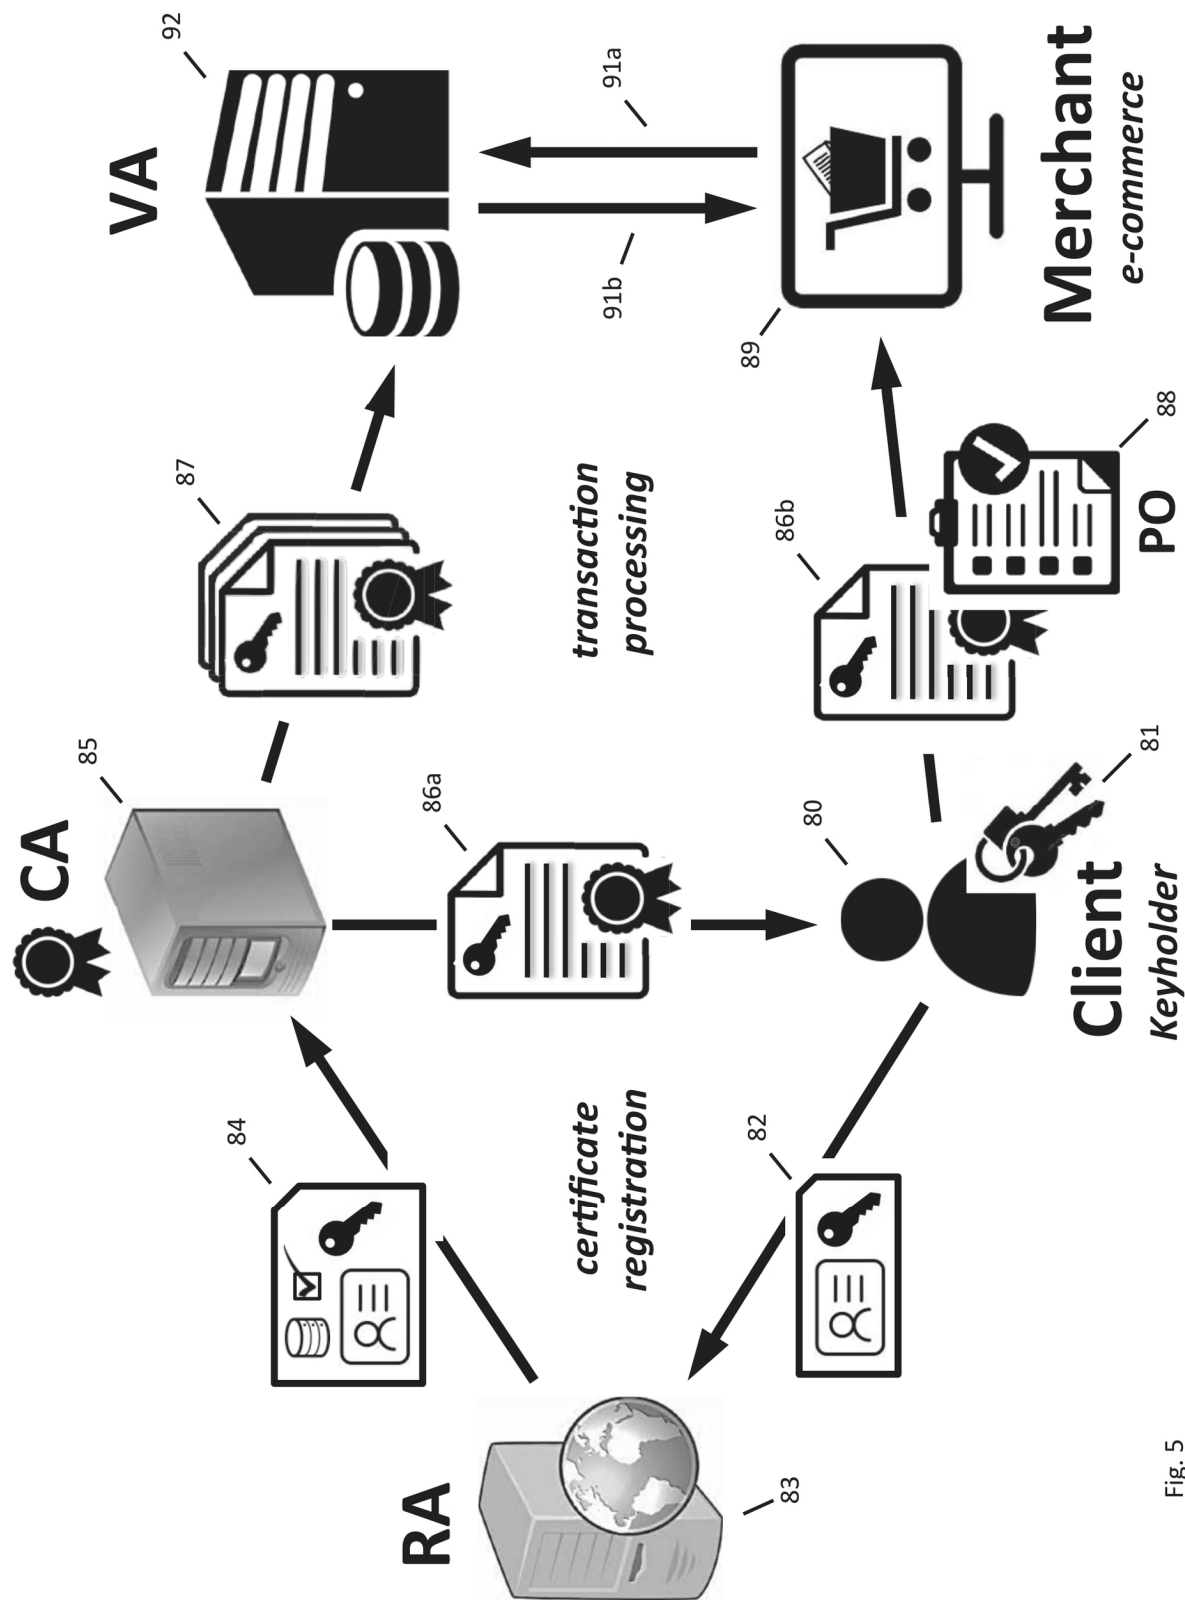 CA
85
87
VA
92
RA
83
84
86a
certificate
registration
transaction
processing
91b
91a
82
80
81
Client
Keyholder
86b
88
PO
89
Merchant
e-commerce
Fig. 5